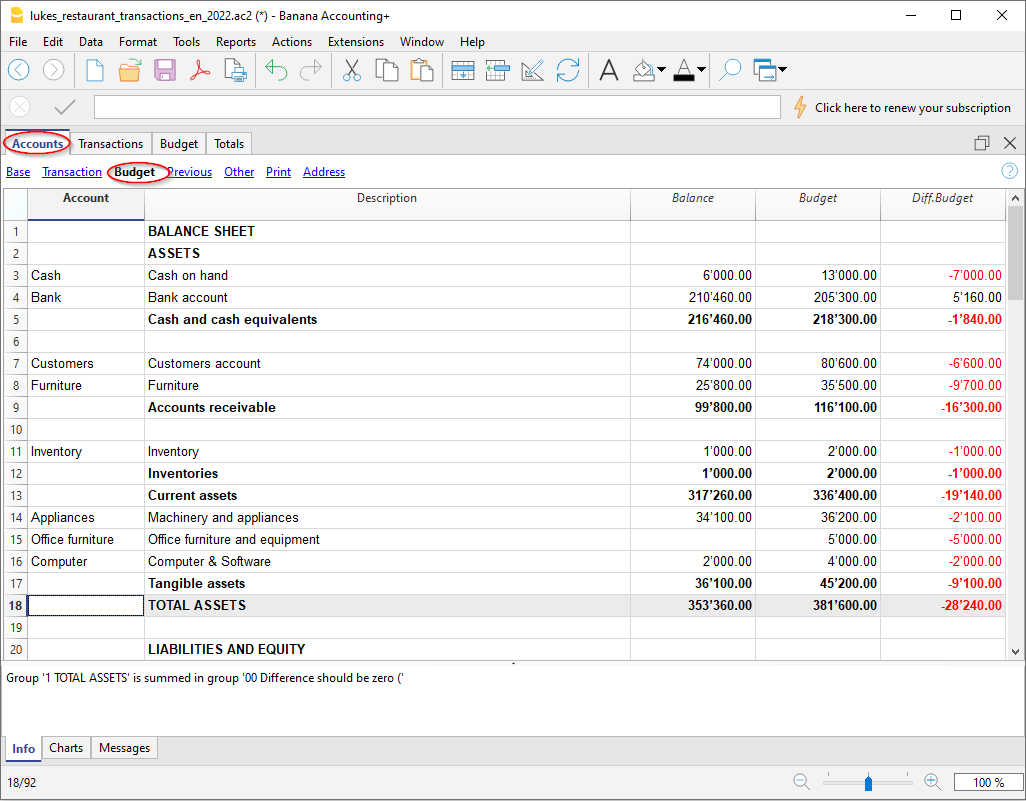 lukes_restaurant_transactions_en_2022.ac2 (*) - Banana Accounting+
File Edit Data Format Tools Reports Actions Extensions Window Help
Click here to renew your subscription
Accounts Transactions Budget Totals
Base Transaction Budget Previous Other Print Address
Account Description Balance Budget Diff.Budget
1 BALANCE SHEET
2 ASSETS
3 Cash Cash on hand 6’000.00 13’000.00 -7’000.00
4 Bank Bank account 210’460.00 205’300.00 5’160.00
5 Cash and cash equivalents 216’460.00 218’300.00 -1’840.00
6
7 Customers Customers account 74’000.00 80’600.00 -6’600.00
8 Furniture Furniture 25’800.00 35’500.00 -9’700.00
9 Accounts receivable 99’800.00 116’100.00 -16’300.00
10
11 Inventory Inventory 1’000.00 2’000.00 -1’000.00
12 Inventories 1’000.00 2’000.00 -1’000.00
13 Current assets 317’260.00 336’400.00 -19’140.00
14 Appliances Machinery and appliances 34’100.00 36’200.00 -2’100.00
15 Office furniture Office furniture and equipment 5’000.00 -5’000.00
16 Computer Computer & Software 2’000.00 4’000.00 -2’000.00
17 Tangible assets 36’100.00 45’200.00 -9’100.00
18 TOTAL ASSETS 353’360.00 381’600.00 -28’240.00
19
20 LIABILITIES AND EQUITY
Group '1 TOTAL ASSETS' is summed in group '00 Difference should be zero ('
Info Charts Messages
18/92 100 %